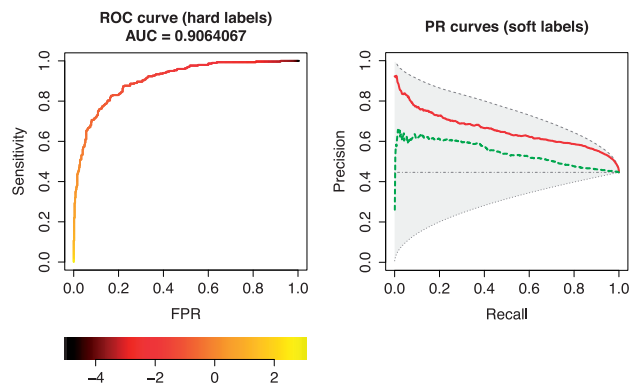 ROC curve (hard labels)
AUC = 0.9064067
Sensitivity
1.0
0.8
0.6
0.4
0.2
0.0
0.0 0.2 0.4 0.6 0.8 1.0
FPR
−4 −2 0 2
PR curves (soft labels)
Precision
1.0
0.8
0.6
0.4
0.2
0.0
0.0 0.2 0.4 0.6 0.8 1.0
Recall